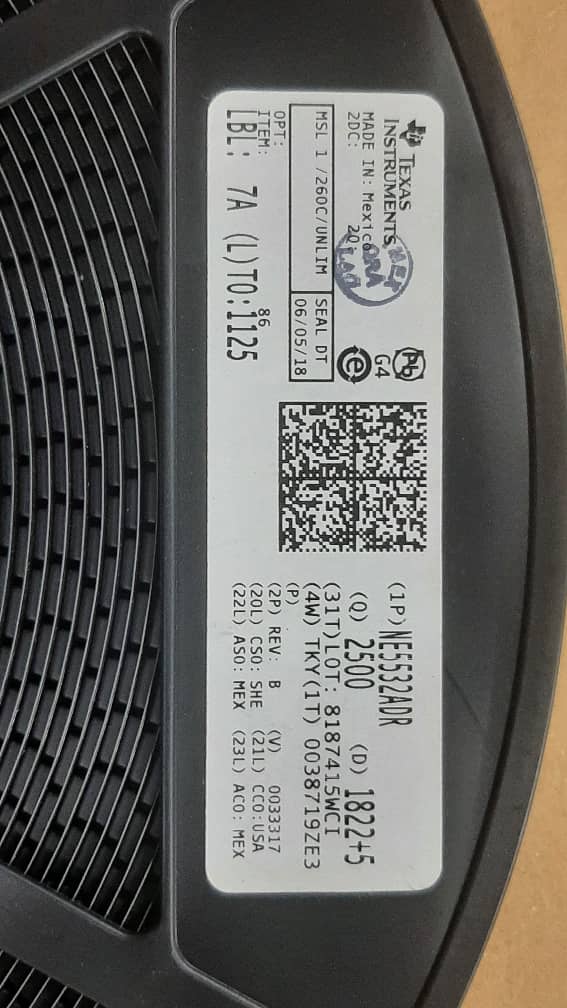 TEXAS
INSTRUMENTS
MADE IN: Mexico
2DC: 20:
MSL 1 /260C/UNLIM
SEAL DT
06/05/18
OPT:
ITEM: 86
LBL: 7A (L)TO:1125
Pb
G4
e
(1P) NE5532ADR
(Q) 2500 (D) 1822+5
(31T)LOT: 8187415WCI
(4W) TKY(1T) 0038719ZE3
(P)
(2P) REV: B (V) 0033317
(20L) CSO: SHE (21L) CCO:USA
(22L) ASO: MEX (23L) ACO: MEX